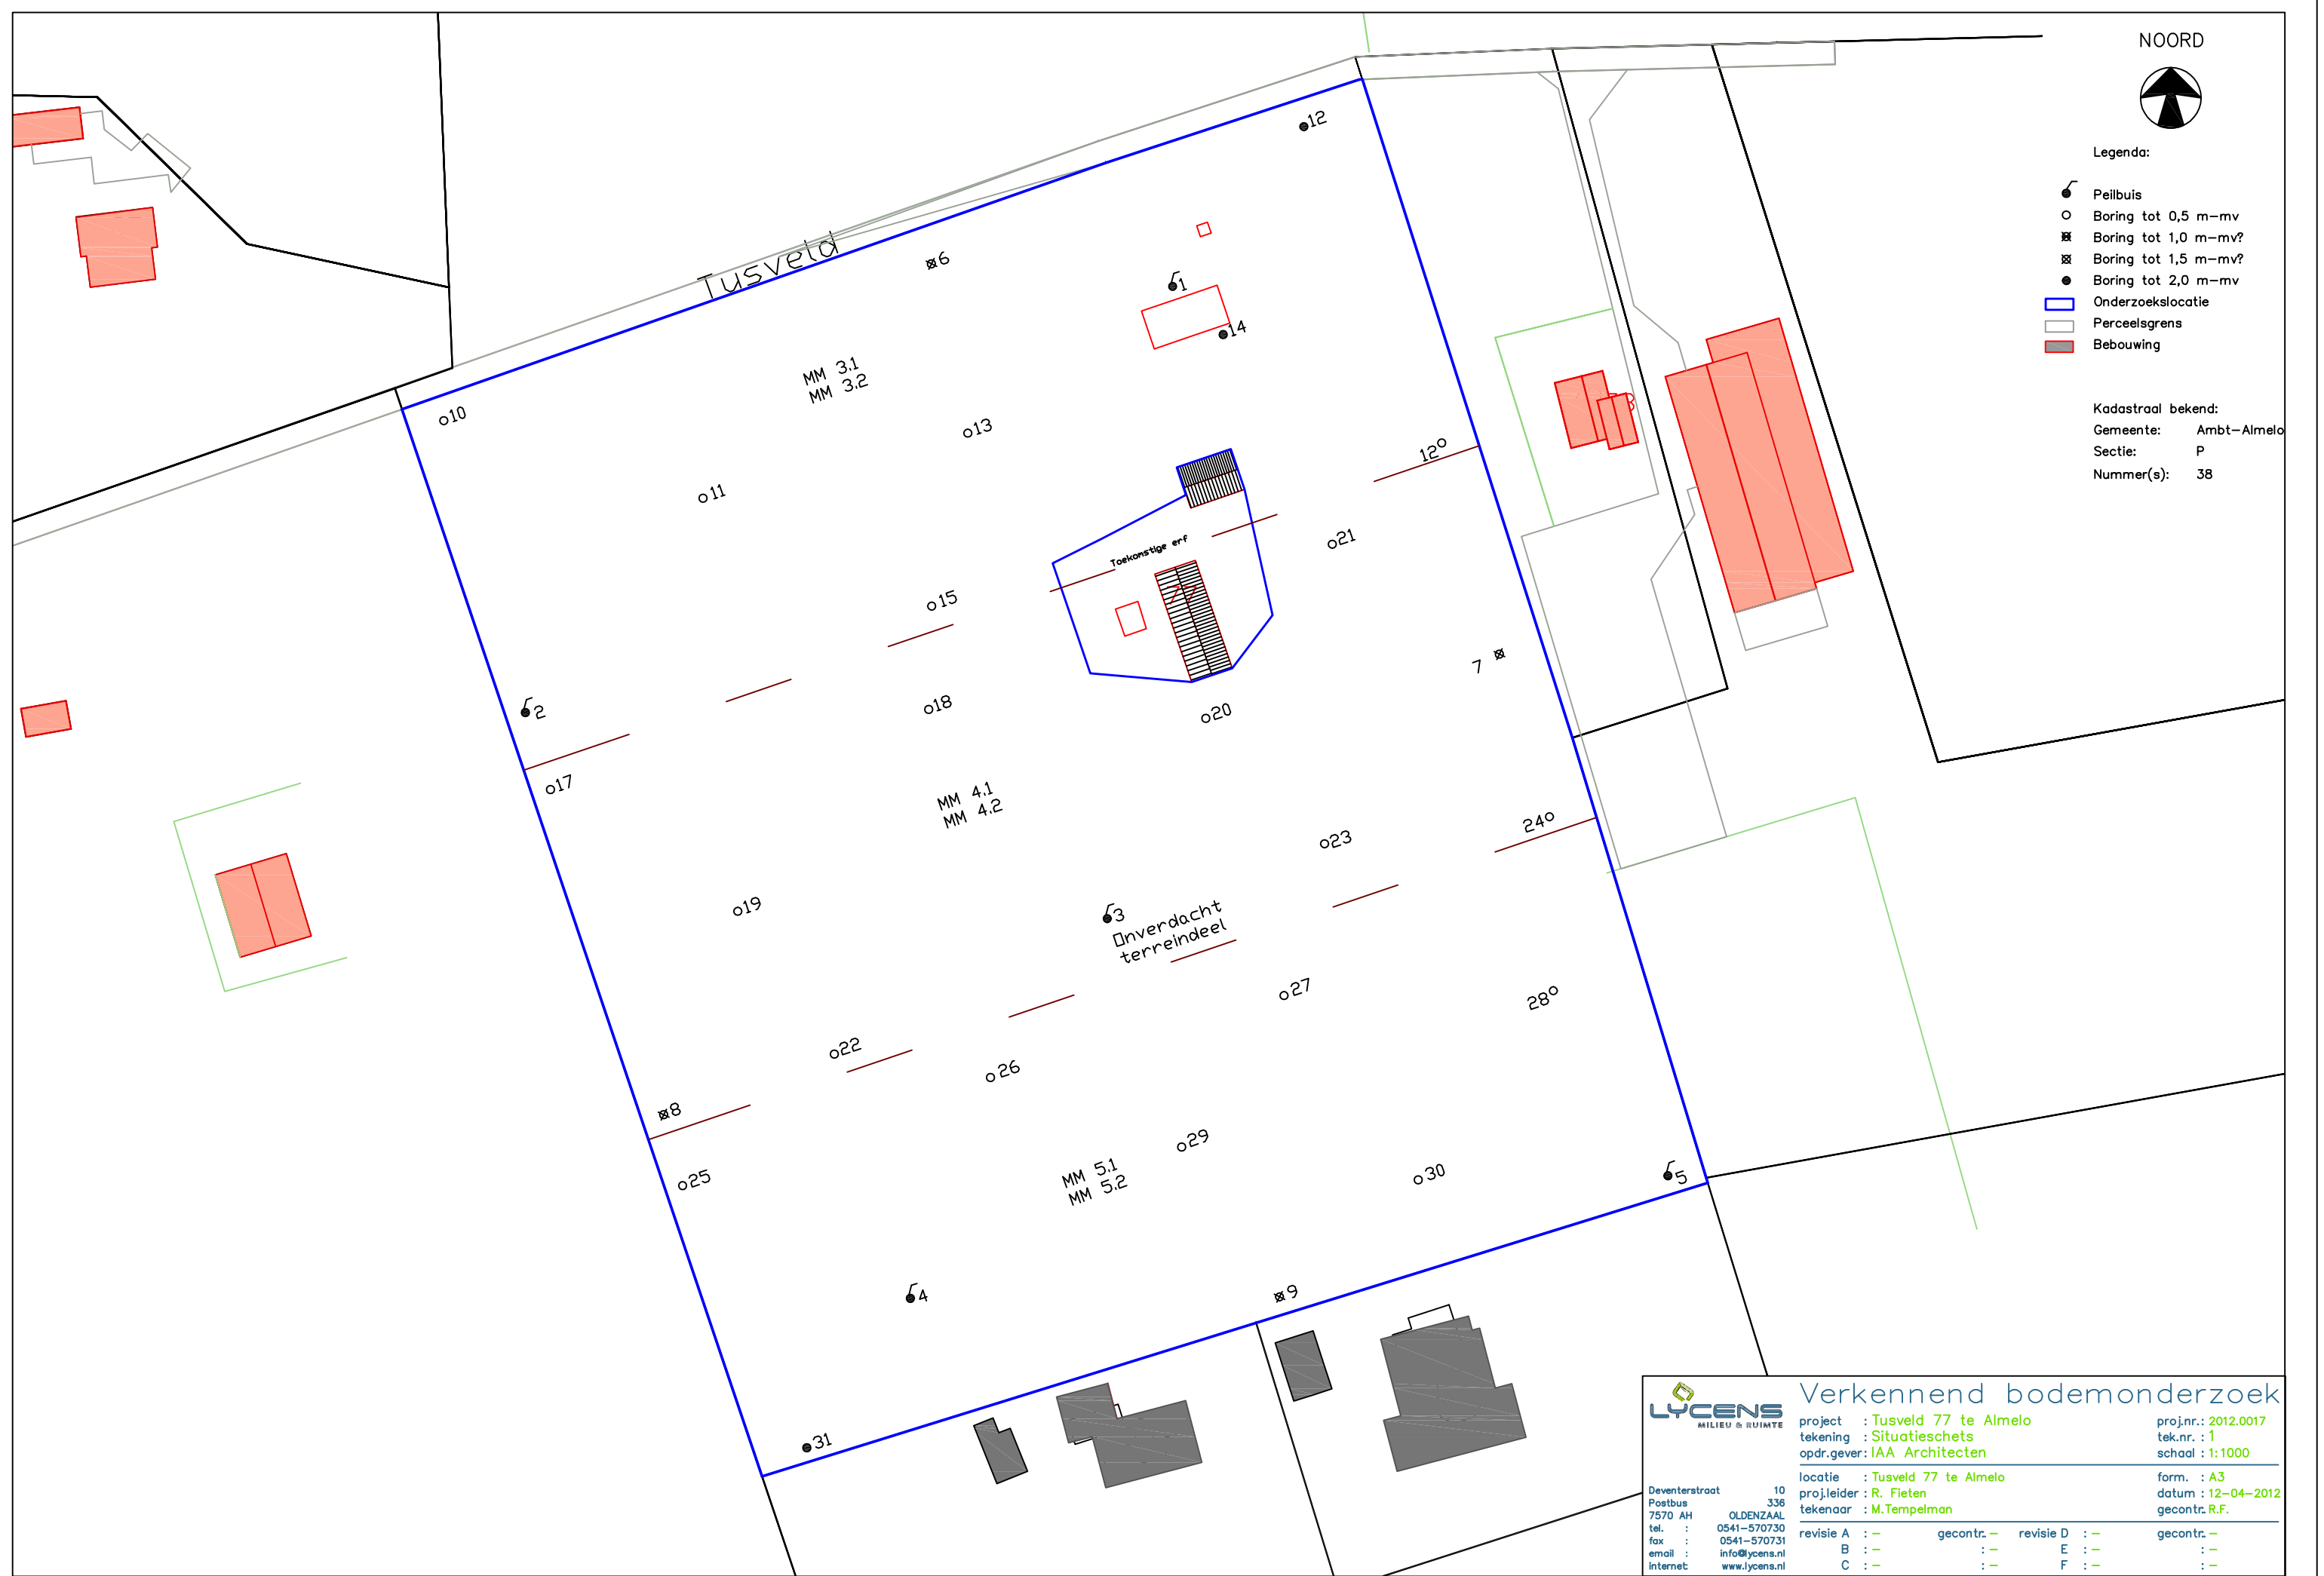 NOORD
Legenda:
Peilbuis
Boring tot 0,5 m-mv
Boring tot 1,0 m-mv?
Boring tot 1,5 m-mv?
Boring tot 2,0 m-mv
Onderzoekslocatie
Perceelsgrens
Bebouwing
Kadastraal bekend:
Gemeente: Ambt-Almelo
Sectie: P
Nummer(s): 38
Tusveld
12
6
1
14
MM 3.1
MM 3.2
10
13
11
12
21
Toekomstige erf
15
2
18
20
7
17
MM 4.1
MM 4.2
24
23
19
3
Onverdacht
terreindeel
27
28
22
26
8
29
25
MM 5.1
MM 5.2
30
5
4
9
31
LYCENS
MILIEU & RUIMTE
Deventerstraat 10
Postbus 336
7570 AH OLDENZAAL
tel. : 0541-570730
fax : 0541-570731
email : info@lycens.nl
internet: www.lycens.nl
Verkennend bodemonderzoek
project : Tusveld 77 te Almelo proj.nr.: 2012.0017
tekening : Situatieschets tek.nr. : 1
opdr.gever: IAA Architecten schaal : 1:1000
locatie : Tusveld 77 te Almelo form. : A3
proj.leider : R. Fieten datum : 12-04-2012
tekenaar : M.Tempelman gecontr.: R.F.
revisie A : - gecontr.: - revisie D : - gecontr.: -
B : - : - E : - : -
C : - : - F : - : -